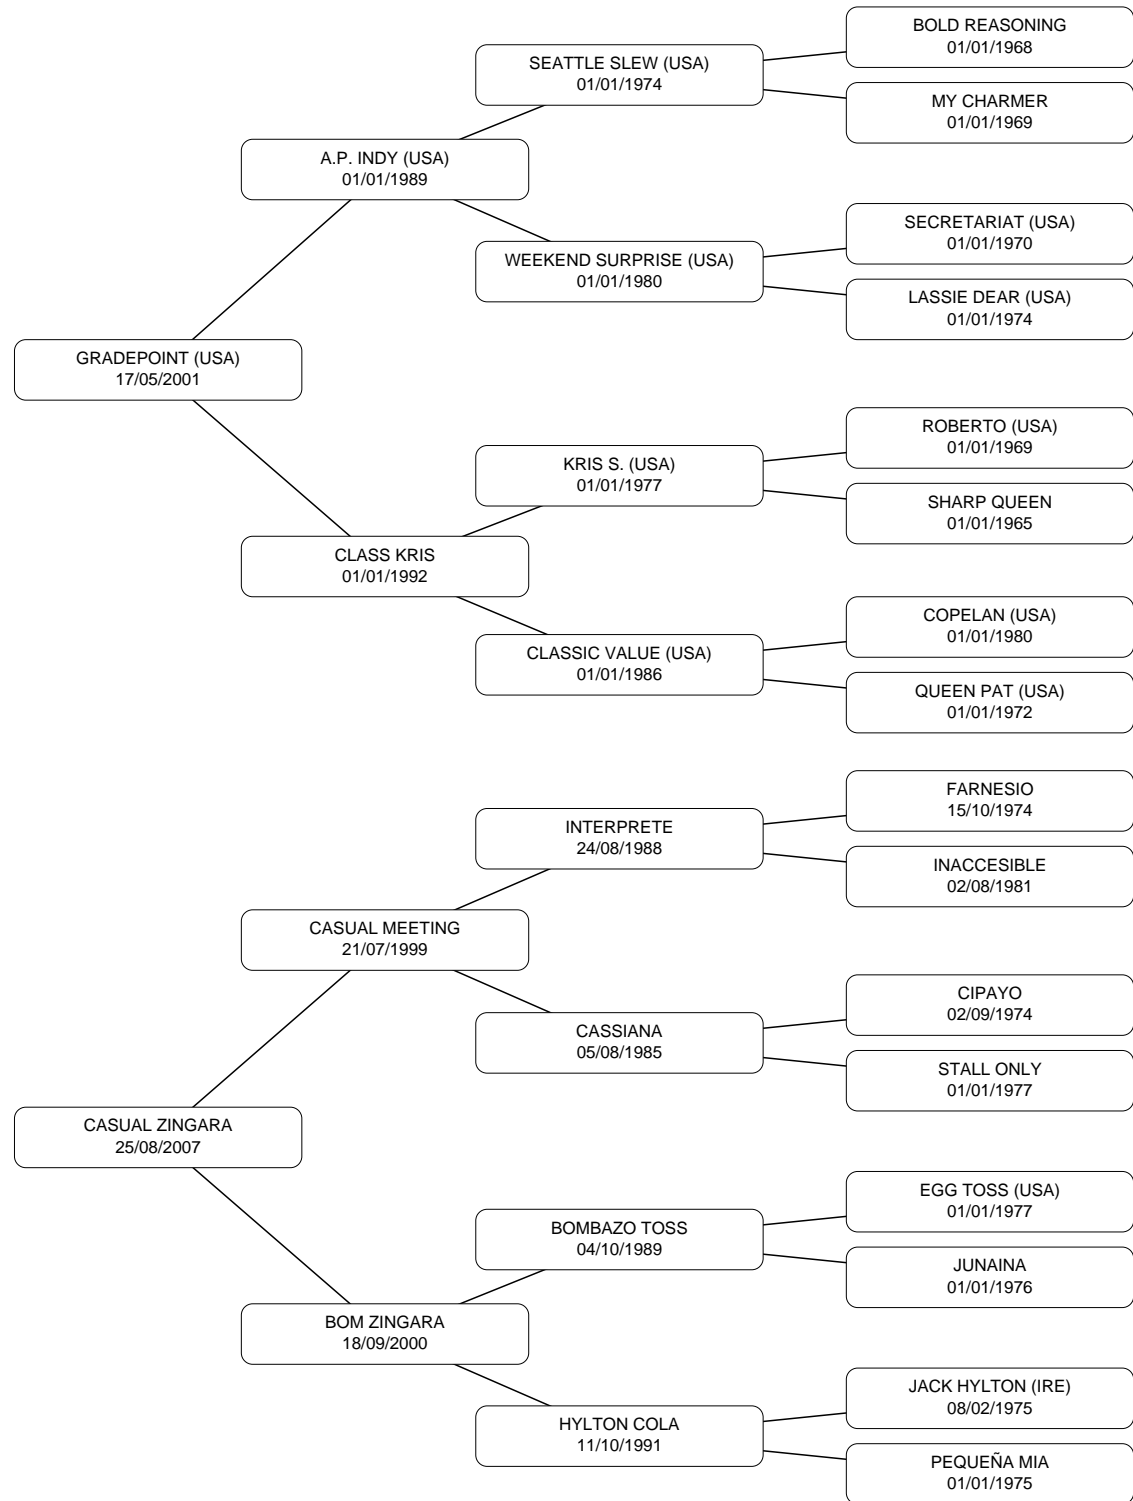 BOLD REASONING
01/01/1968
SEATTLE SLEW (USA)
01/01/1974
MY CHARMER
01/01/1969
A.P. INDY (USA)
01/01/1989
SECRETARIAT (USA)
01/01/1970
WEEKEND SURPRISE (USA)
01/01/1980
LASSIE DEAR (USA)
01/01/1974
GRADEPOINT (USA)
17/05/2001
ROBERTO (USA)
01/01/1969
KRIS S. (USA)
01/01/1977
SHARP QUEEN
01/01/1965
CLASS KRIS
01/01/1992
COPELAN (USA)
01/01/1980
CLASSIC VALUE (USA)
01/01/1986
QUEEN PAT (USA)
01/01/1972
FARNESIO
15/10/1974
INTERPRETE
24/08/1988
INACCESIBLE
02/08/1981
CASUAL MEETING
21/07/1999
CIPAYO
02/09/1974
CASSIANA
05/08/1985
STALL ONLY
01/01/1977
CASUAL ZINGARA
25/08/2007
EGG TOSS (USA)
01/01/1977
BOMBAZO TOSS
04/10/1989
JUNAINA
01/01/1976
BOM ZINGARA
18/09/2000
JACK HYLTON (IRE)
08/02/1975
HYLTON COLA
11/10/1991
PEQUEÑA MIA
01/01/1975